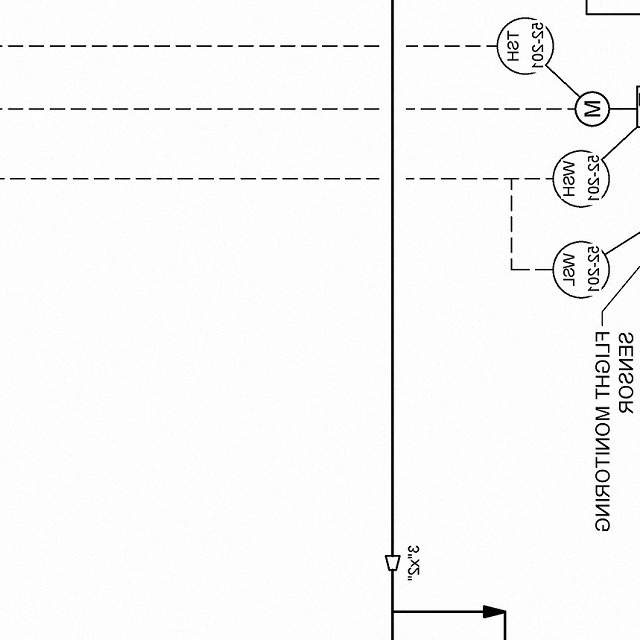 TSH
52-201
M
WSH
52-201
WSL
52-201
FLIGHT MONITORING
SENSOR
3"x2"